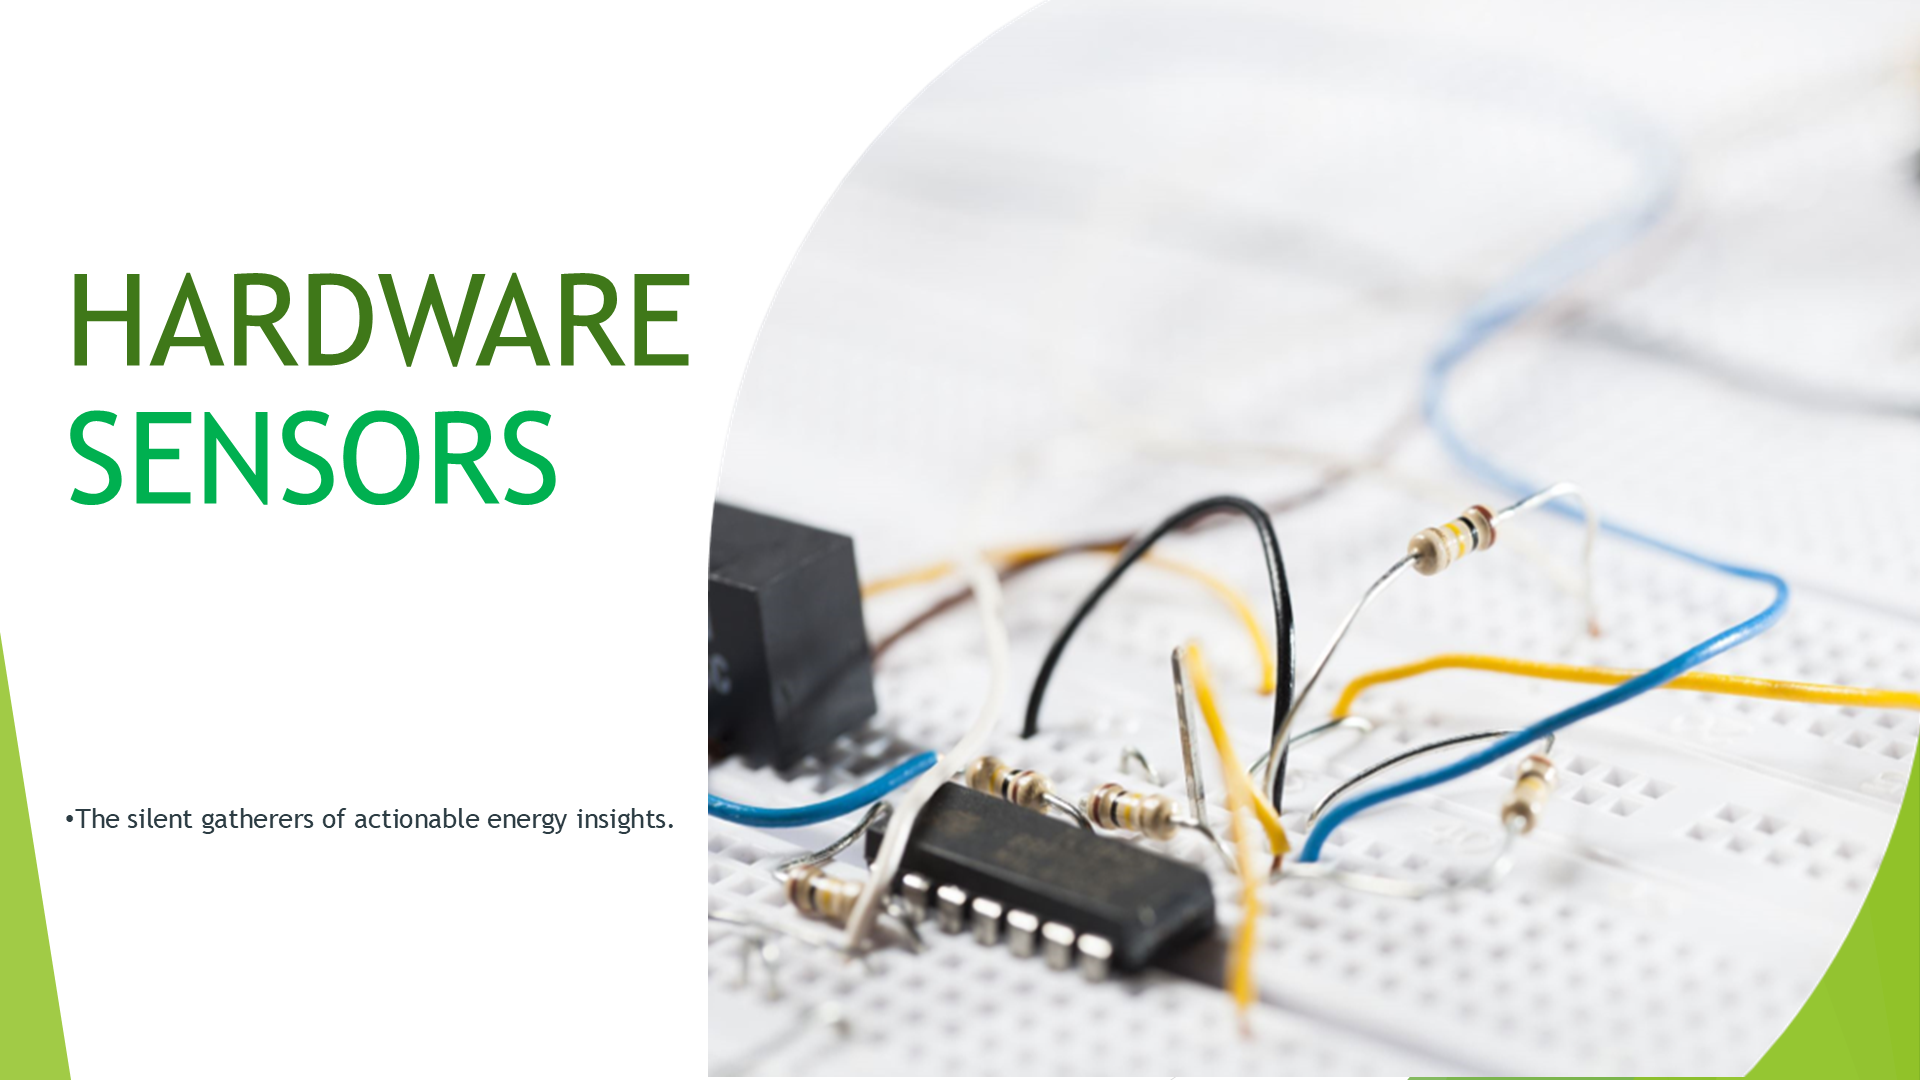 HARDWARE
SENSORS
•The silent gatherers of actionable energy insights.